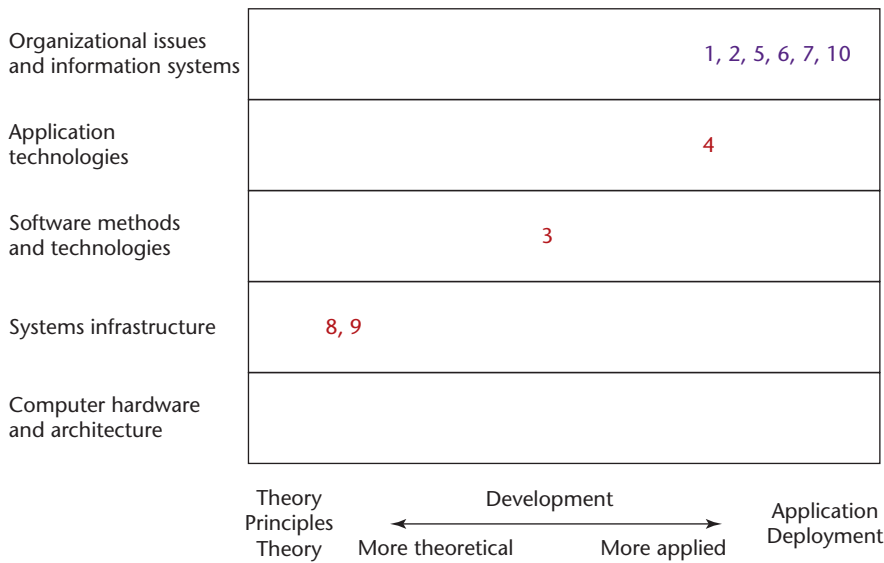 Organizational issues
and information systems
1, 2, 5, 6, 7, 10
Application
technologies
4
Software methods
and technologies
3
Systems infrastructure
8, 9
Computer hardware
and architecture
Theory
Principles
Theory
Development
More theoretical
More applied
Application
Deployment